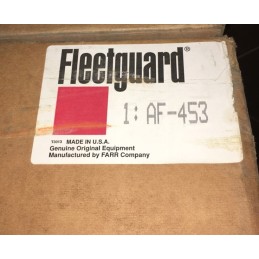 Fleetguard®
1: AF-453
MADE IN U.S.A.
Genuine Original Equipment
Manufactured by FARR Company